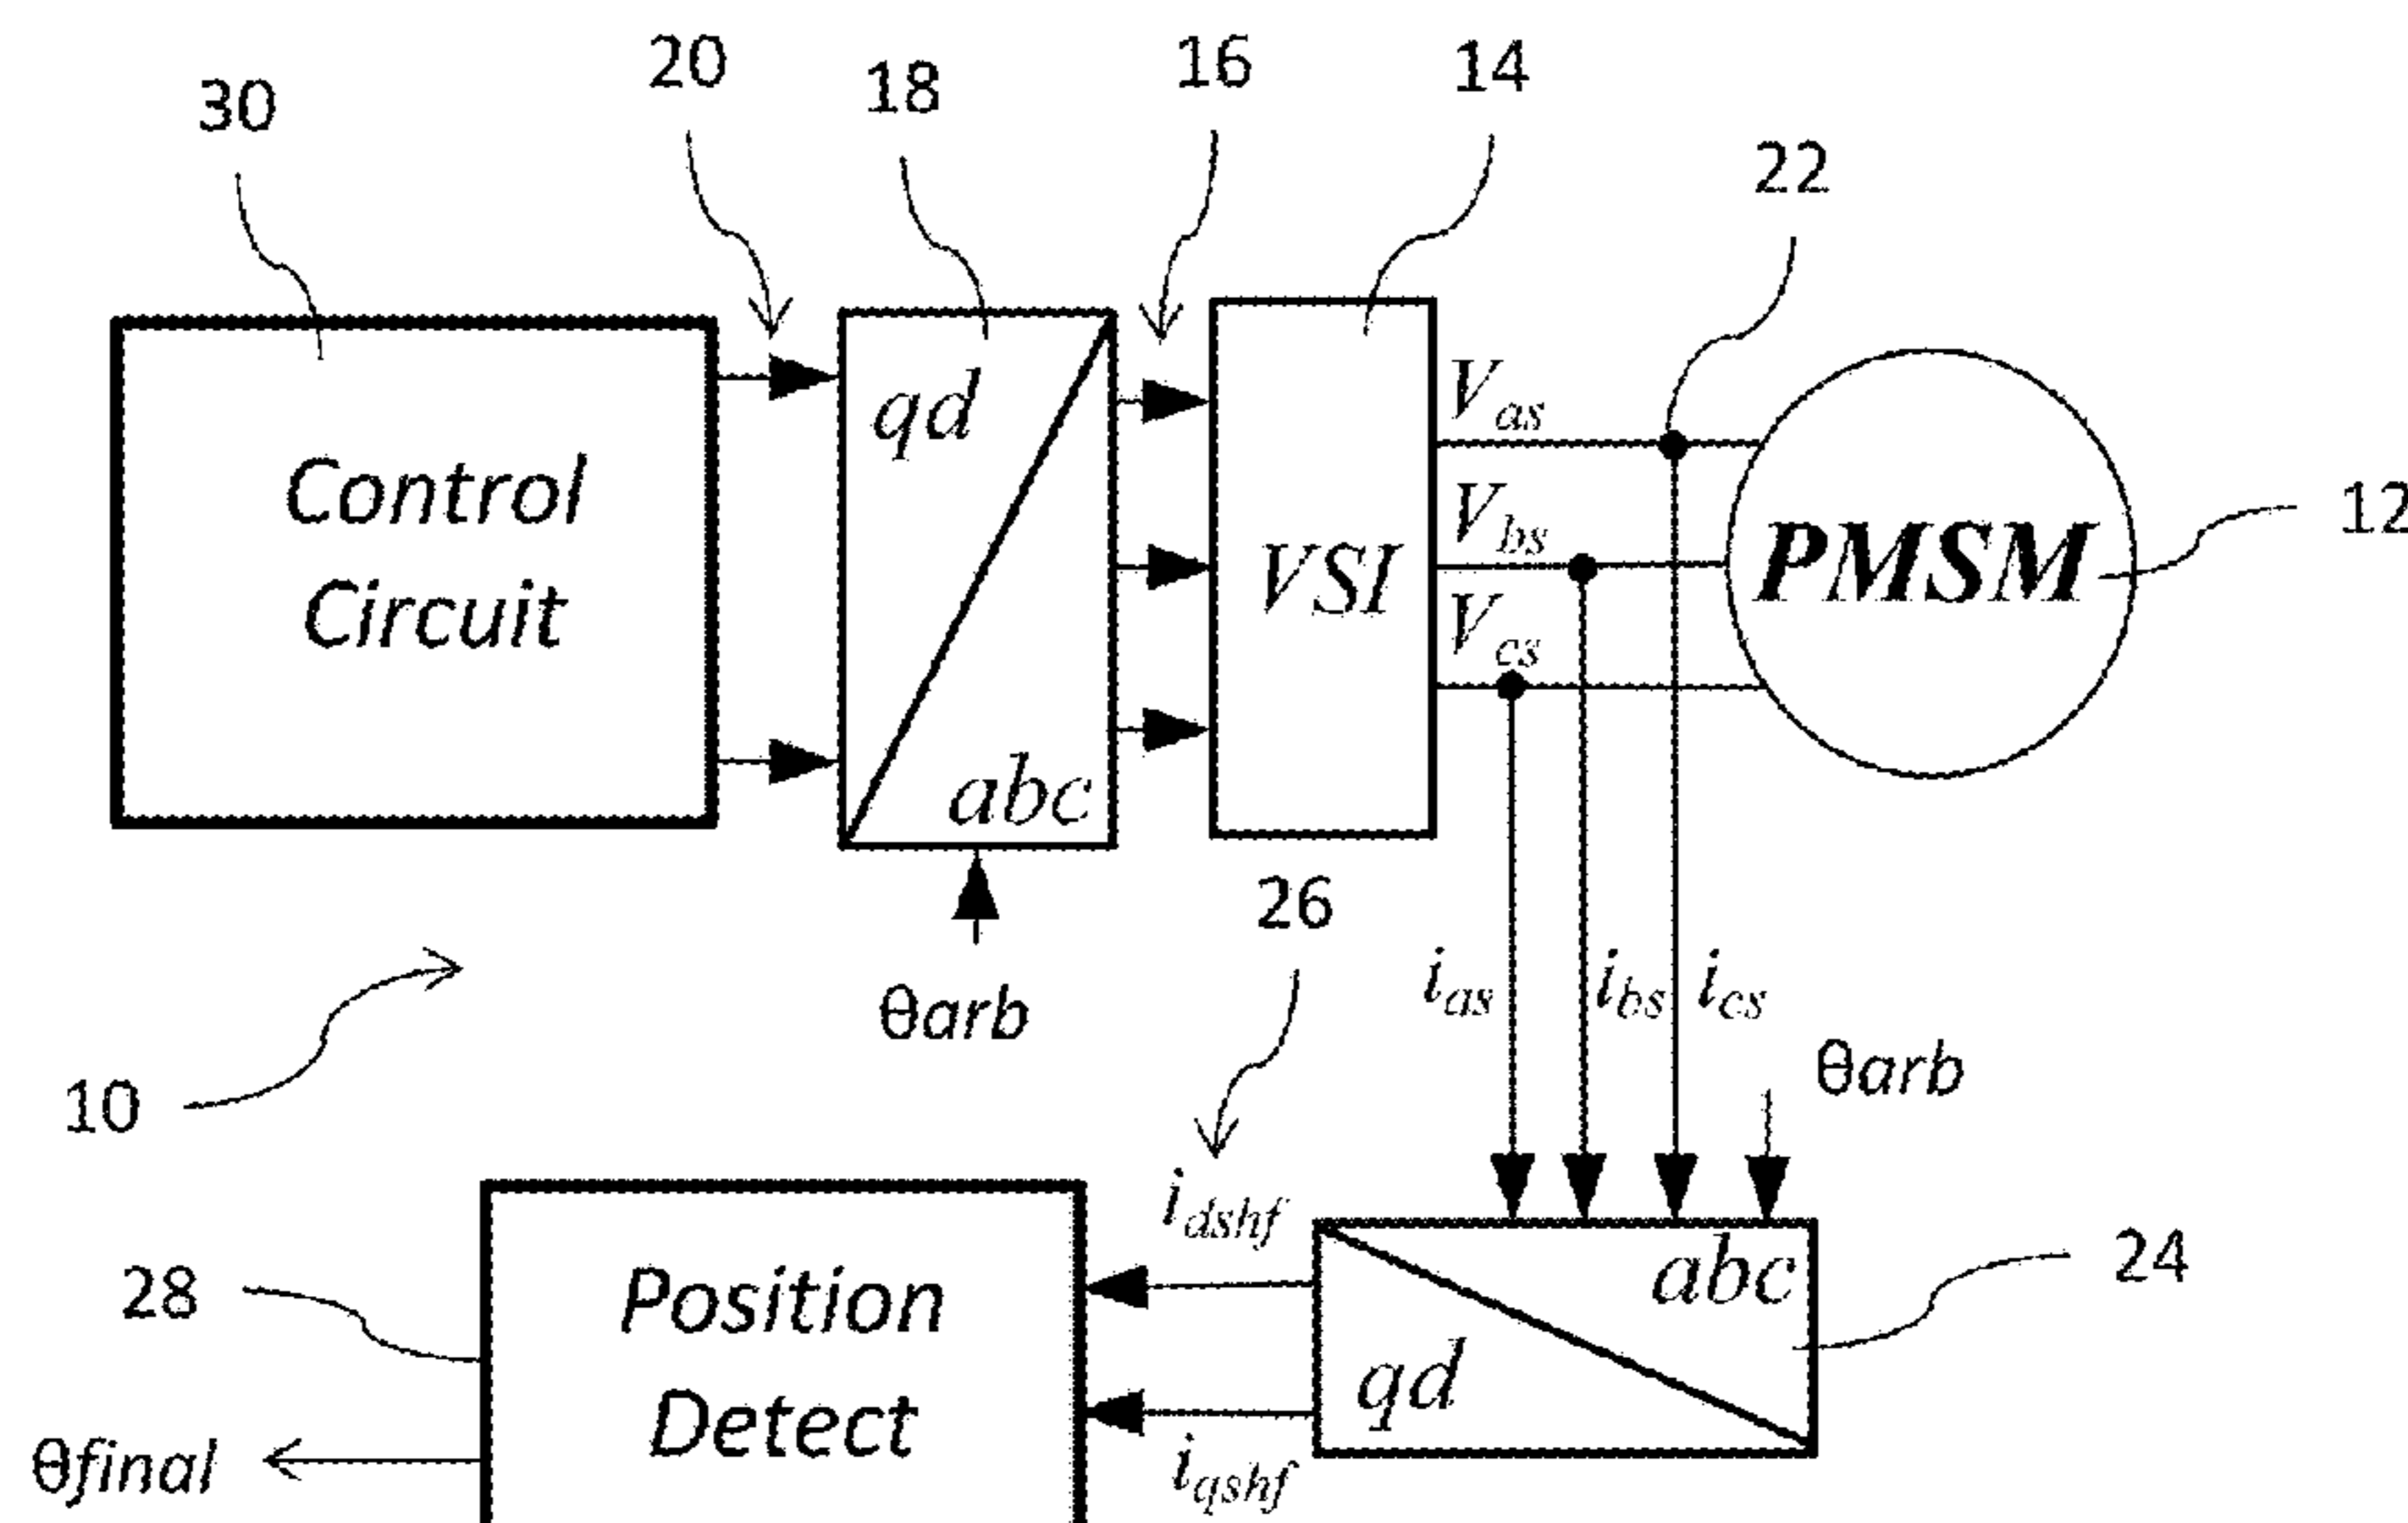 30
20
18
16
14
22
12
Control
Circuit
qd
abc
VSI
Vas
Vbs
Vcs
PMSM
θarb
10
26
ias
ibs
ics
θarb
idshf
iqshf
abc
qd
24
28
Position
Detect
θfinal